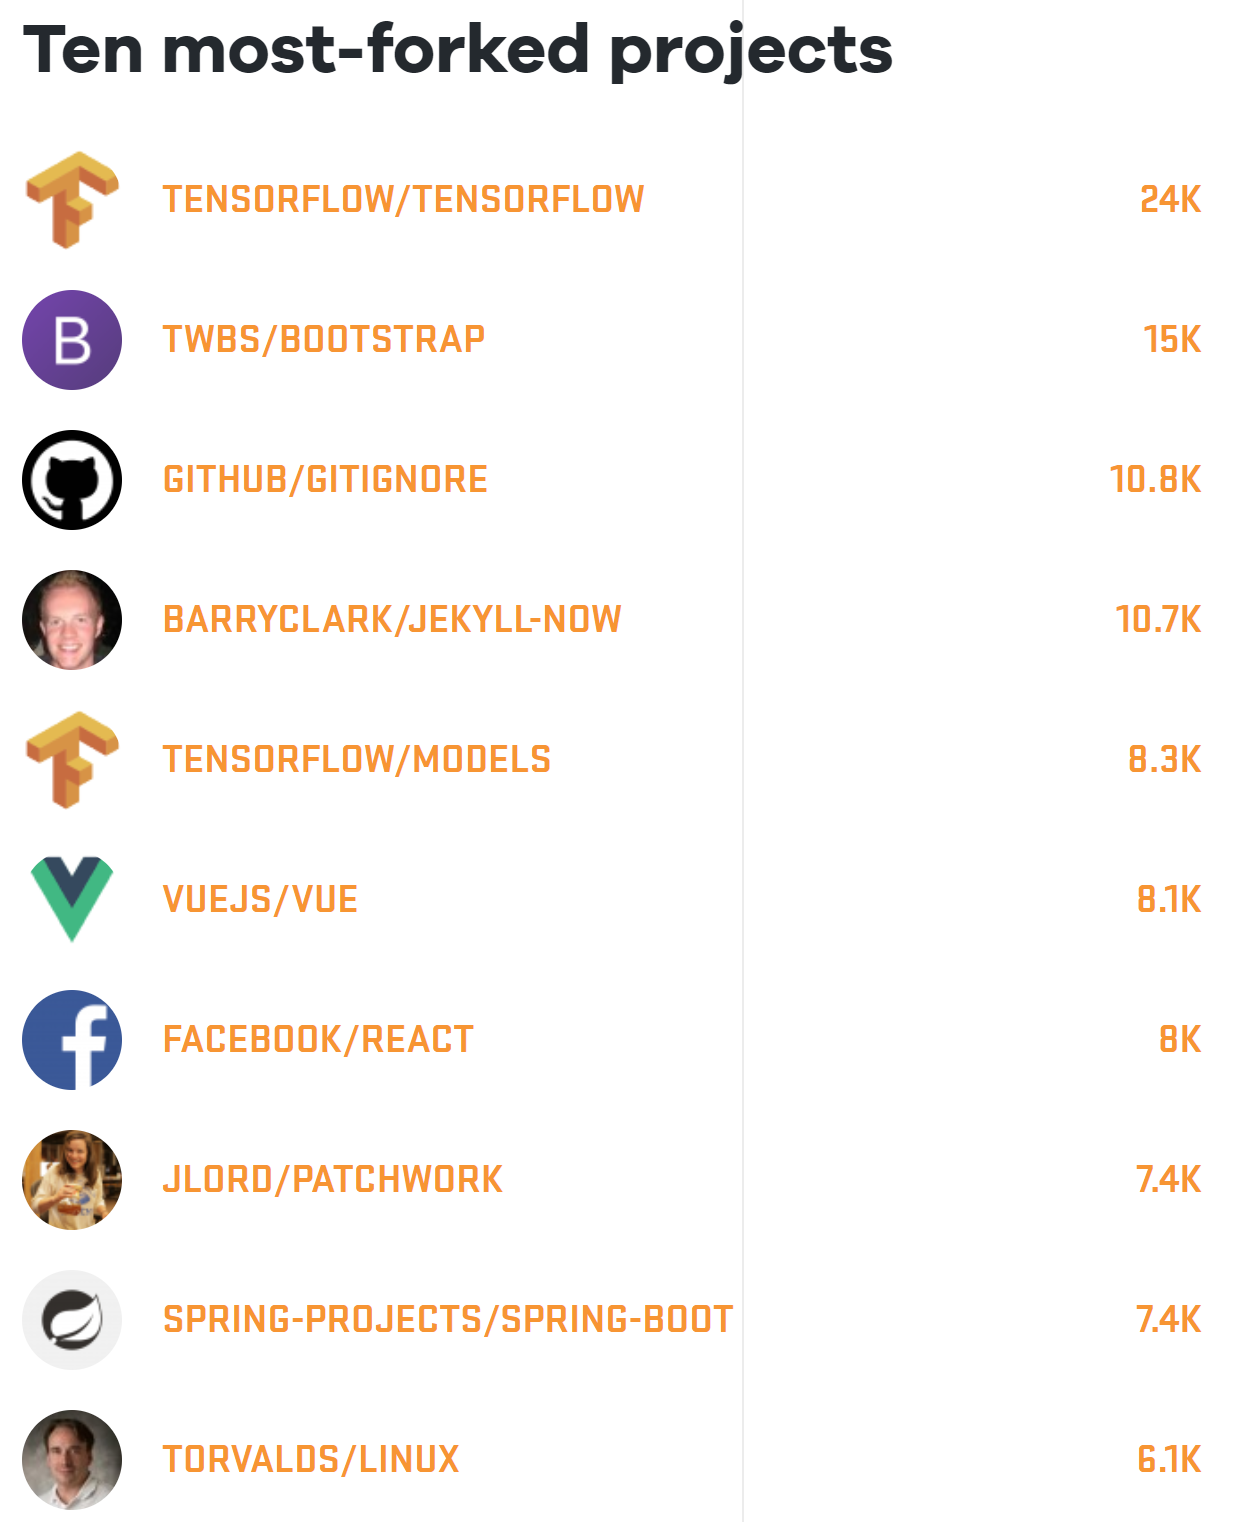 Ten most-forked projects
TENSORFLOW/TENSORFLOW 24K
B TWBS/BOOTSTRAP 15K
GITHUB/GITIGNORE 10.8K
BARRYCLARK/JEKYLL-NOW 10.7K
TENSORFLOW/MODELS 8.3K
VUEJS/VUE 8.1K
f FACEBOOK/REACT 8K
JLORD/PATCHWORK 7.4K
SPRING-PROJECTS/SPRING-BOOT 7.4K
TORVALDS/LINUX 6.1K